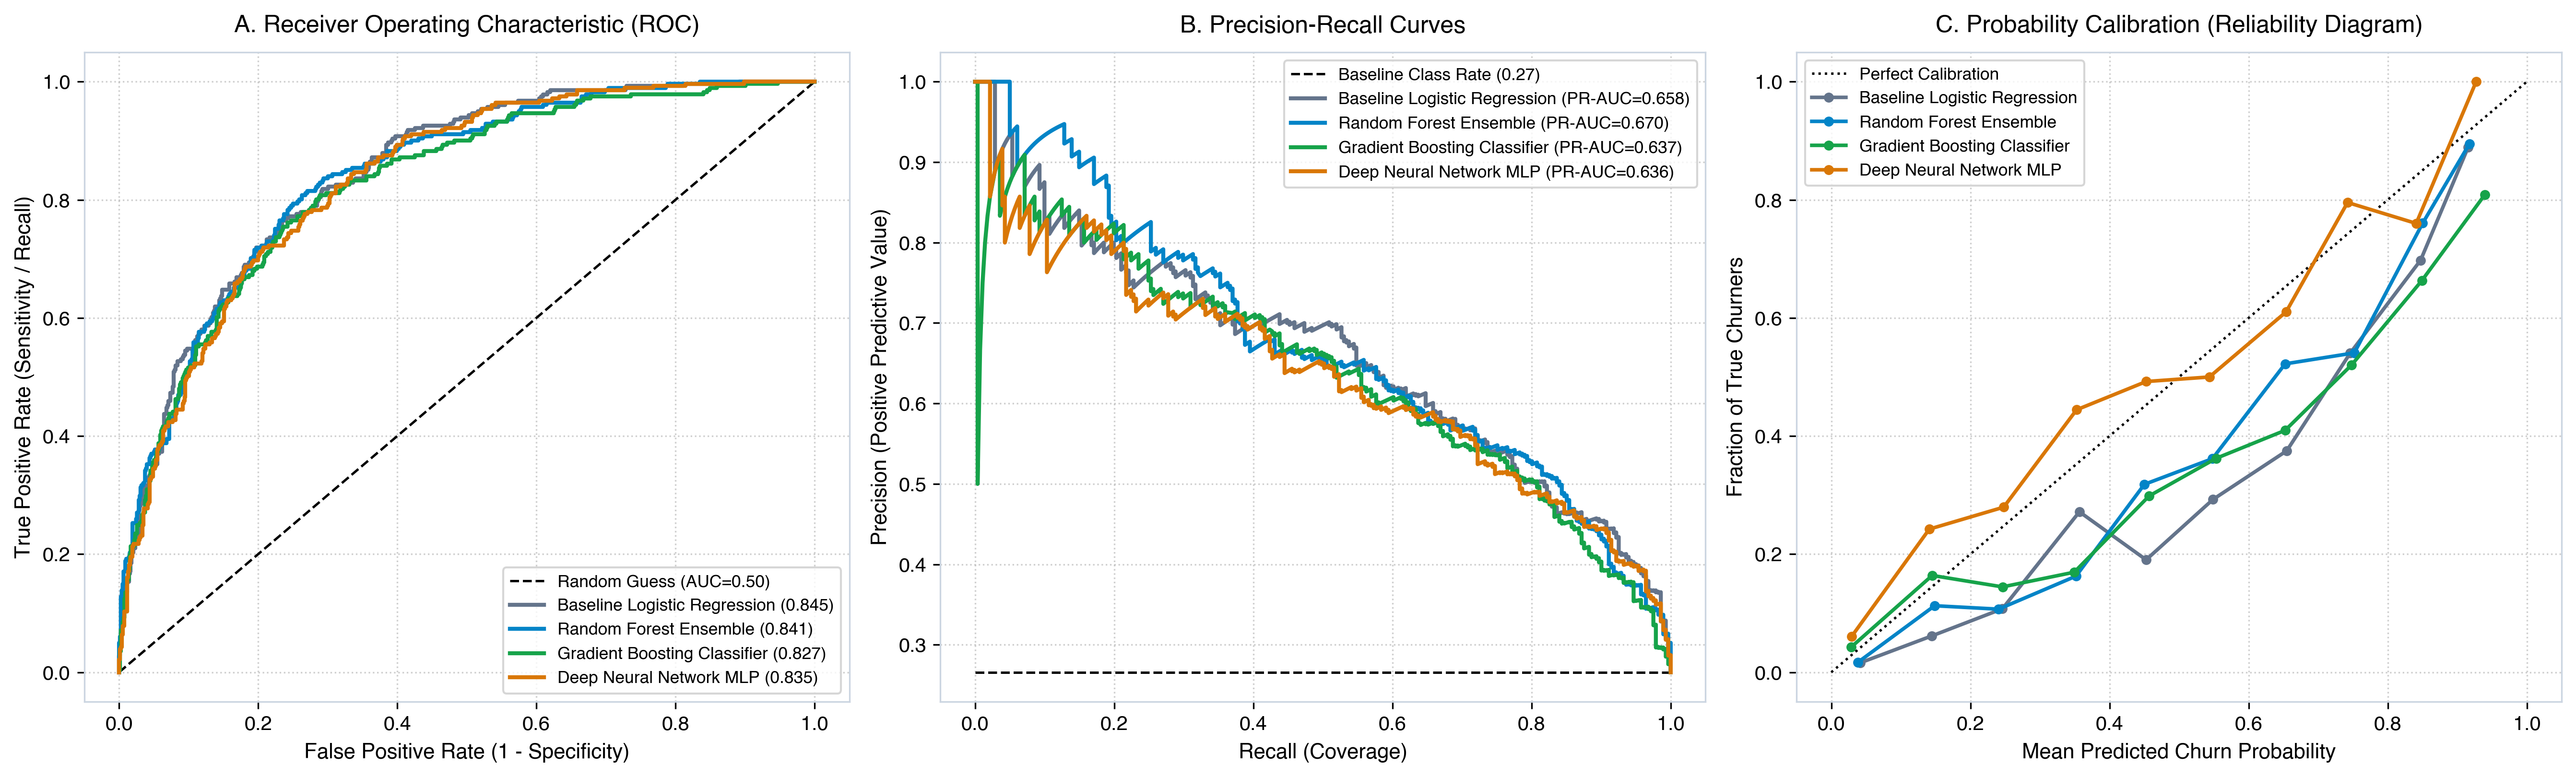 A. Receiver Operating Characteristic (ROC)
True Positive Rate (Sensitivity / Recall)
1.0
0.8
0.6
0.4
0.2
0.0
Random Guess (AUC=0.50)
Baseline Logistic Regression (0.845)
Random Forest Ensemble (0.841)
Gradient Boosting Classifier (0.827)
Deep Neural Network MLP (0.835)
0.0 0.2 0.4 0.6 0.8 1.0
False Positive Rate (1 - Specificity)
B. Precision-Recall Curves
Precision (Positive Predictive Value)
1.0
0.9
0.8
0.7
0.6
0.5
0.4
0.3
Baseline Class Rate (0.27)
Baseline Logistic Regression (PR-AUC=0.658)
Random Forest Ensemble (PR-AUC=0.670)
Gradient Boosting Classifier (PR-AUC=0.637)
Deep Neural Network MLP (PR-AUC=0.636)
0.0 0.2 0.4 0.6 0.8 1.0
Recall (Coverage)
C. Probability Calibration (Reliability Diagram)
Fraction of True Churners
1.0
0.8
0.6
0.4
0.2
0.0
Perfect Calibration
Baseline Logistic Regression
Random Forest Ensemble
Gradient Boosting Classifier
Deep Neural Network MLP
0.0 0.2 0.4 0.6 0.8 1.0
Mean Predicted Churn Probability